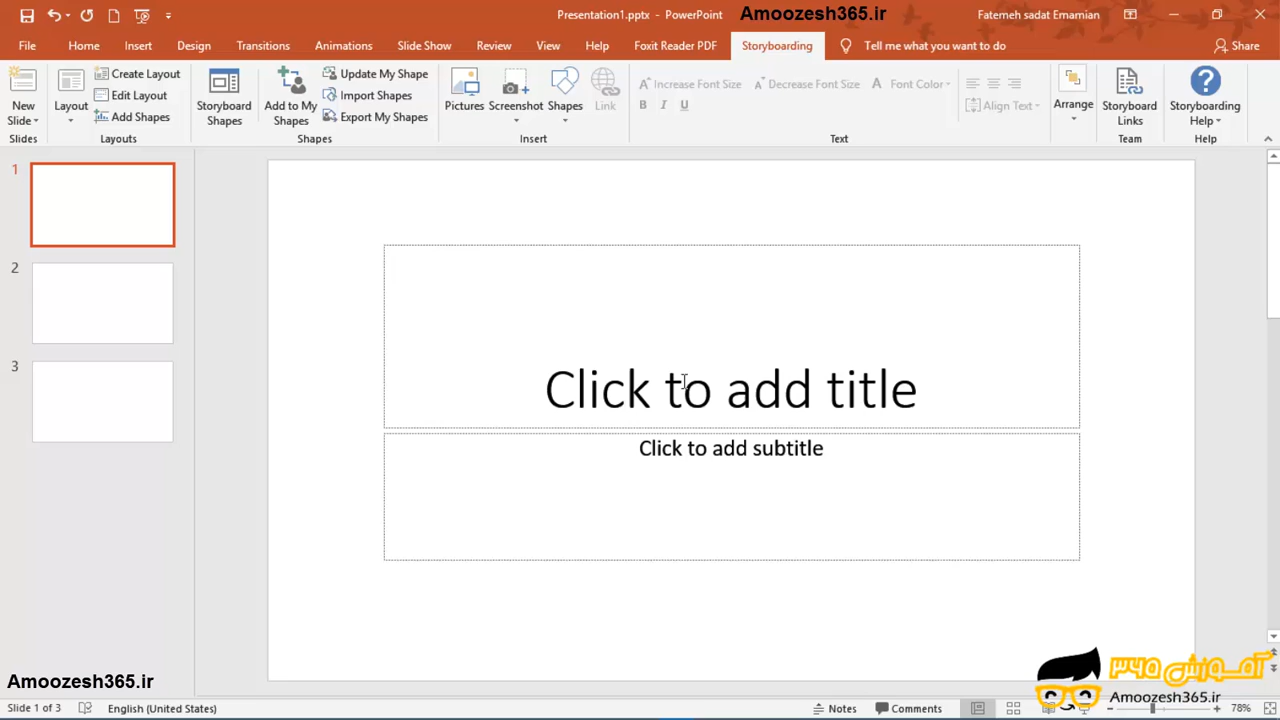 Presentation1.pptx - PowerPoint
Amoozesh365.ir
Fatemeh sadat Emamian
File Home Insert Design Transitions Animations Slide Show Review View Help Foxit Reader PDF Storyboarding Tell me what you want to do Share
New Slide
Slides
Layout
Create Layout
Edit Layout
Add Shapes
Layouts
Storyboard Shapes
Add to My Shapes
Update My Shape
Import Shapes
Export My Shapes
Shapes
Pictures
Screenshot
Shapes
Link
Insert
A Increase Font Size
A Decrease Font Size
A Font Color
B I U
Align Text
Text
Arrange
Storyboard Links
Team
Storyboarding Help
Help
1
2
3
Click to add title
Click to add subtitle
آموزش ۳۶۵
Amoozesh365.ir
Amoozesh365.ir
Slide 1 of 3
English (United States)
Notes
Comments
78%